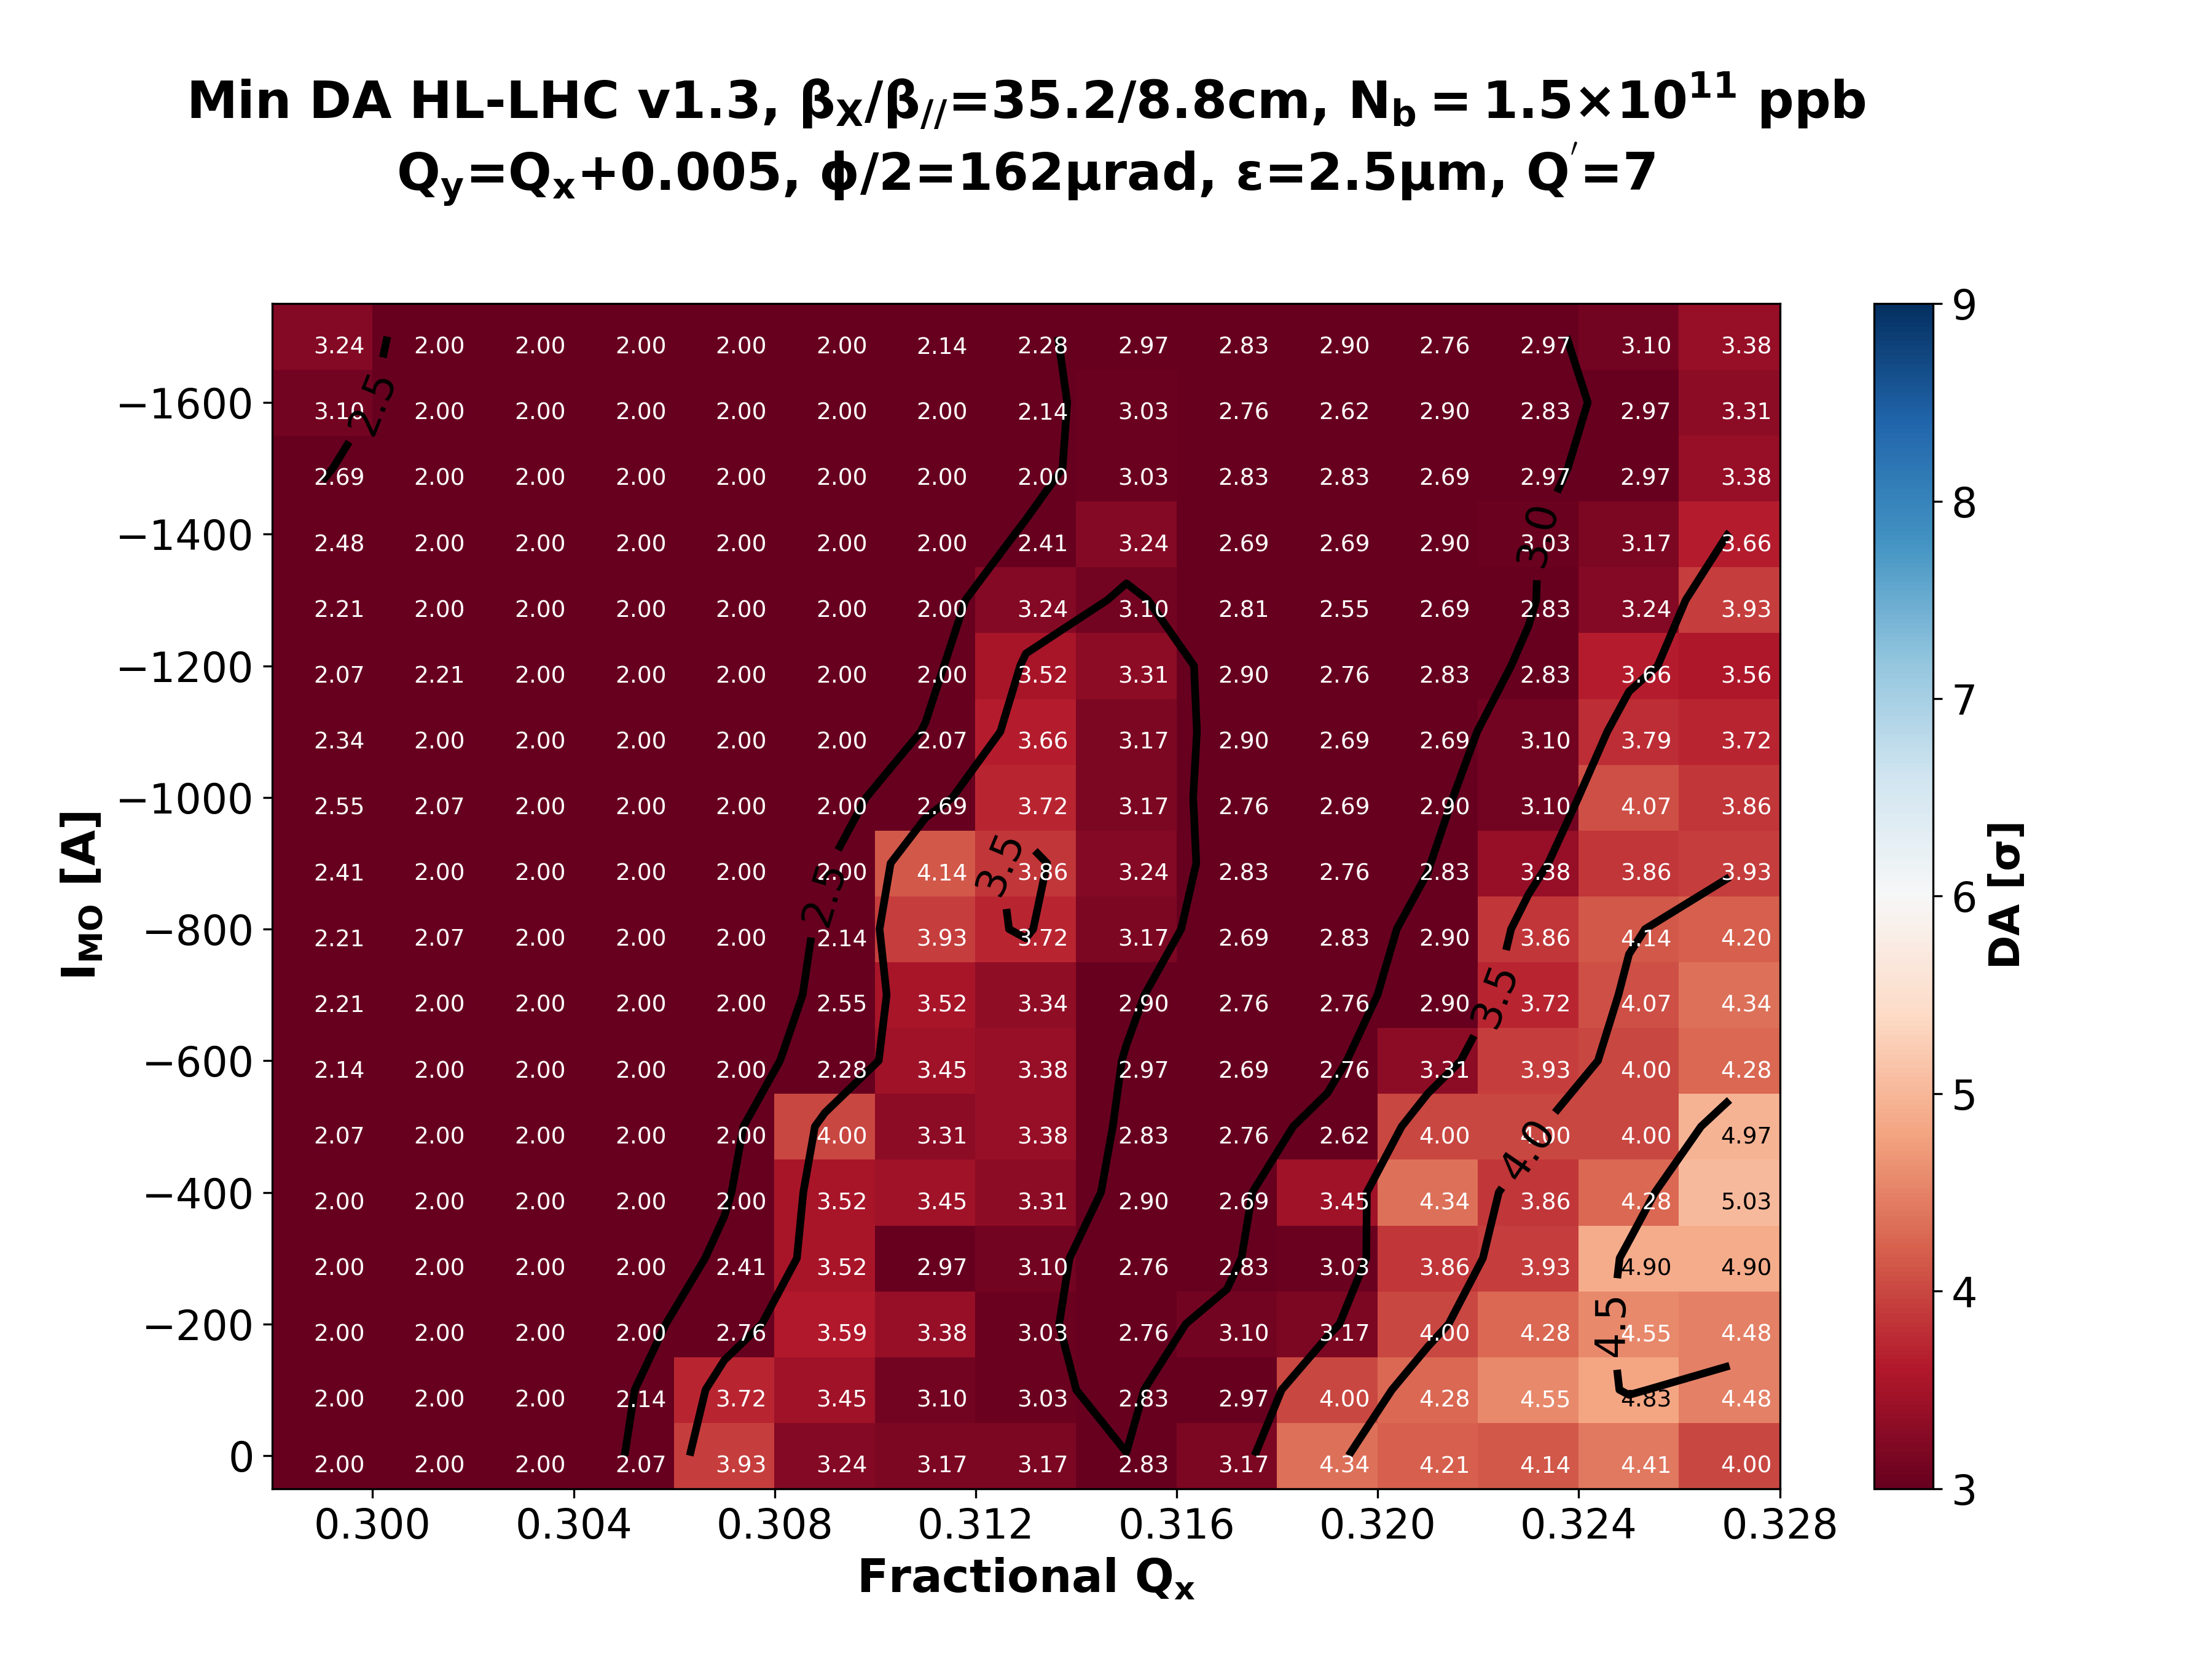 Min DA HL-LHC v1.3, βX/β//=35.2/8.8cm, Nb = 1.5×10¹¹ ppb
Qy=Qx+0.005, ϕ/2=162μrad, ε=2.5μm, Q′=7
3.24 2.00 2.00 2.00 2.00 2.00 2.14 2.28 2.97 2.83 2.90 2.76 2.97 3.10 3.38
−1600 3.10 2.00 2.00 2.00 2.00 2.00 2.00 2.14 3.03 2.76 2.62 2.90 2.83 2.97 3.31
2.5
2.69 2.00 2.00 2.00 2.00 2.00 2.00 2.00 3.03 2.83 2.83 2.69 2.97 2.97 3.38
−1400 2.48 2.00 2.00 2.00 2.00 2.00 2.00 2.41 3.24 2.69 2.69 2.90 3.03 3.17 3.66
3.0
2.21 2.00 2.00 2.00 2.00 2.00 2.00 3.24 3.10 2.81 2.55 2.69 2.83 3.24 3.93
−1200 2.07 2.21 2.00 2.00 2.00 2.00 2.00 3.52 3.31 2.90 2.76 2.83 2.83 3.66 3.56
2.34 2.00 2.00 2.00 2.00 2.00 2.07 3.66 3.17 2.90 2.69 2.69 3.10 3.79 3.72
−1000 2.55 2.07 2.00 2.00 2.00 2.00 2.69 3.72 3.17 2.76 2.69 2.90 3.10 4.07 3.86
2.41 2.00 2.00 2.00 2.00 2.00 4.14 3.86 3.24 2.83 2.76 2.83 3.38 3.86 3.93
2.5 3.5
−800 2.21 2.07 2.00 2.00 2.00 2.14 3.93 3.72 3.17 2.69 2.83 2.90 3.86 4.14 4.20
2.21 2.00 2.00 2.00 2.00 2.55 3.52 3.34 2.90 2.76 2.76 2.90 3.72 4.07 4.34
3.5
−600 2.14 2.00 2.00 2.00 2.00 2.28 3.45 3.38 2.97 2.69 2.76 3.31 3.93 4.00 4.28
2.07 2.00 2.00 2.00 2.00 4.00 3.31 3.38 2.83 2.76 2.62 4.00 4.00 4.00 4.97
4.0
−400 2.00 2.00 2.00 2.00 2.00 3.52 3.45 3.31 2.90 2.69 3.45 4.34 3.86 4.28 5.03
2.00 2.00 2.00 2.00 2.41 3.52 2.97 3.10 2.76 2.83 3.03 3.86 3.93 4.90 4.90
−200 2.00 2.00 2.00 2.00 2.76 3.59 3.38 3.03 2.76 3.10 3.17 4.00 4.28 4.55 4.48
4.5
2.00 2.00 2.00 2.14 3.72 3.45 3.10 3.03 2.83 2.97 4.00 4.28 4.55 4.83 4.48
0 2.00 2.00 2.00 2.07 3.93 3.24 3.17 3.17 2.83 3.17 4.34 4.21 4.14 4.41 4.00
0.300 0.304 0.308 0.312 0.316 0.320 0.324 0.328
Fractional Qx
IMO [A]
9
8
7
6
5
4
3
DA [σ]